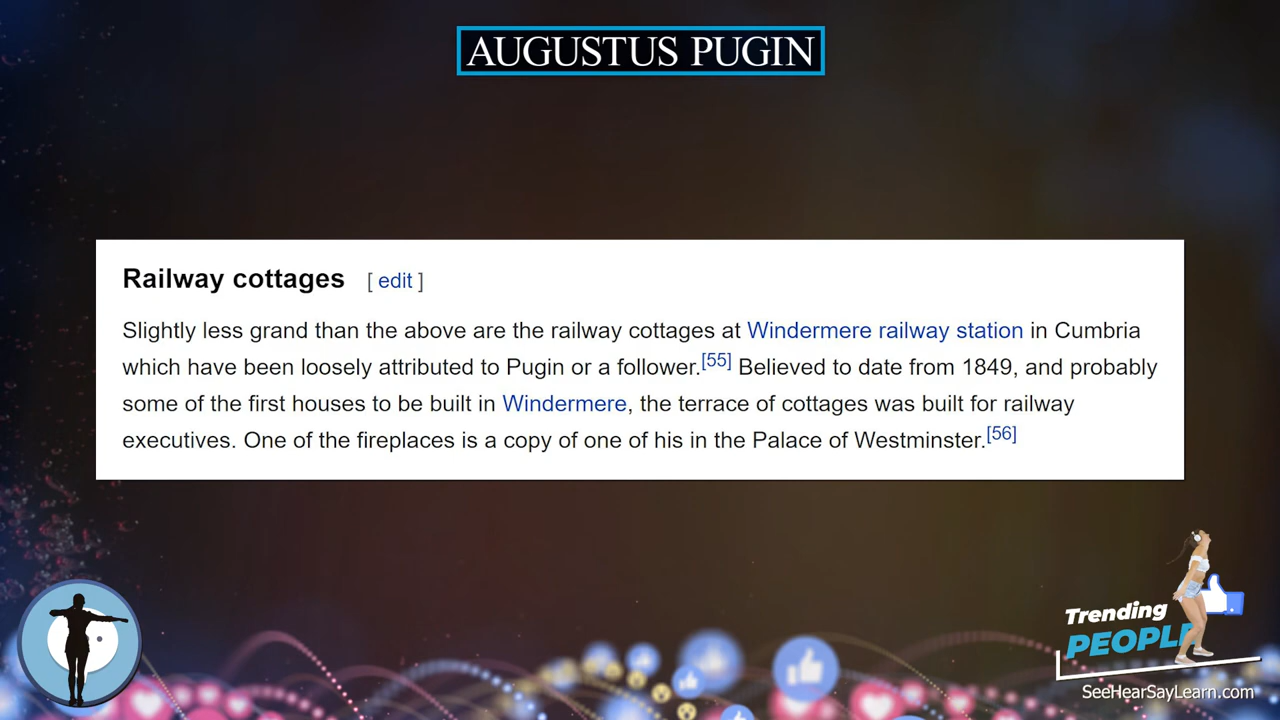 AUGUSTUS PUGIN
Railway cottages [ edit ]
Slightly less grand than the above are the railway cottages at Windermere railway station in Cumbria
which have been loosely attributed to Pugin or a follower.[55] Believed to date from 1849, and probably
some of the first houses to be built in Windermere, the terrace of cottages was built for railway
executives. One of the fireplaces is a copy of one of his in the Palace of Westminster.[56]
Trending
PEOPLE
SeeHearSayLearn.com